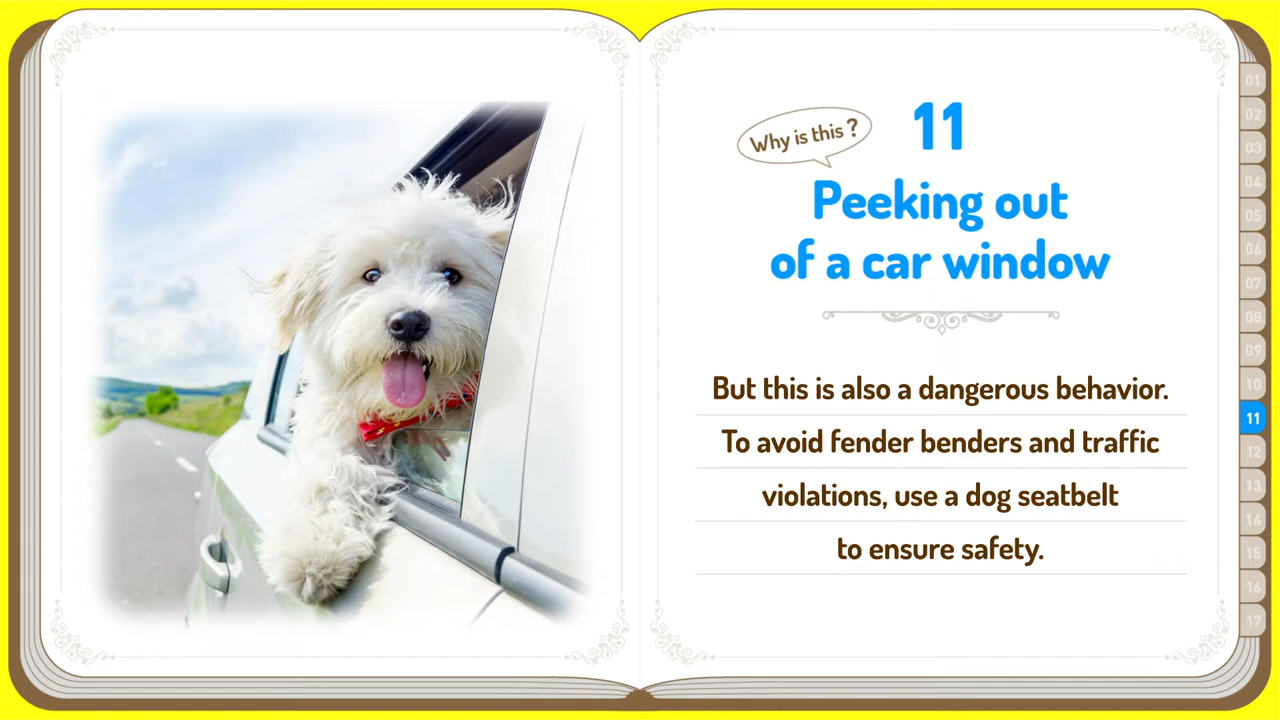 Why is this ?
11
Peeking out
of a car window
But this is also a dangerous behavior.
To avoid fender benders and traffic
violations, use a dog seatbelt
to ensure safety.
01
02
03
04
05
06
07
08
09
10
11
12
13
14
15
16
17